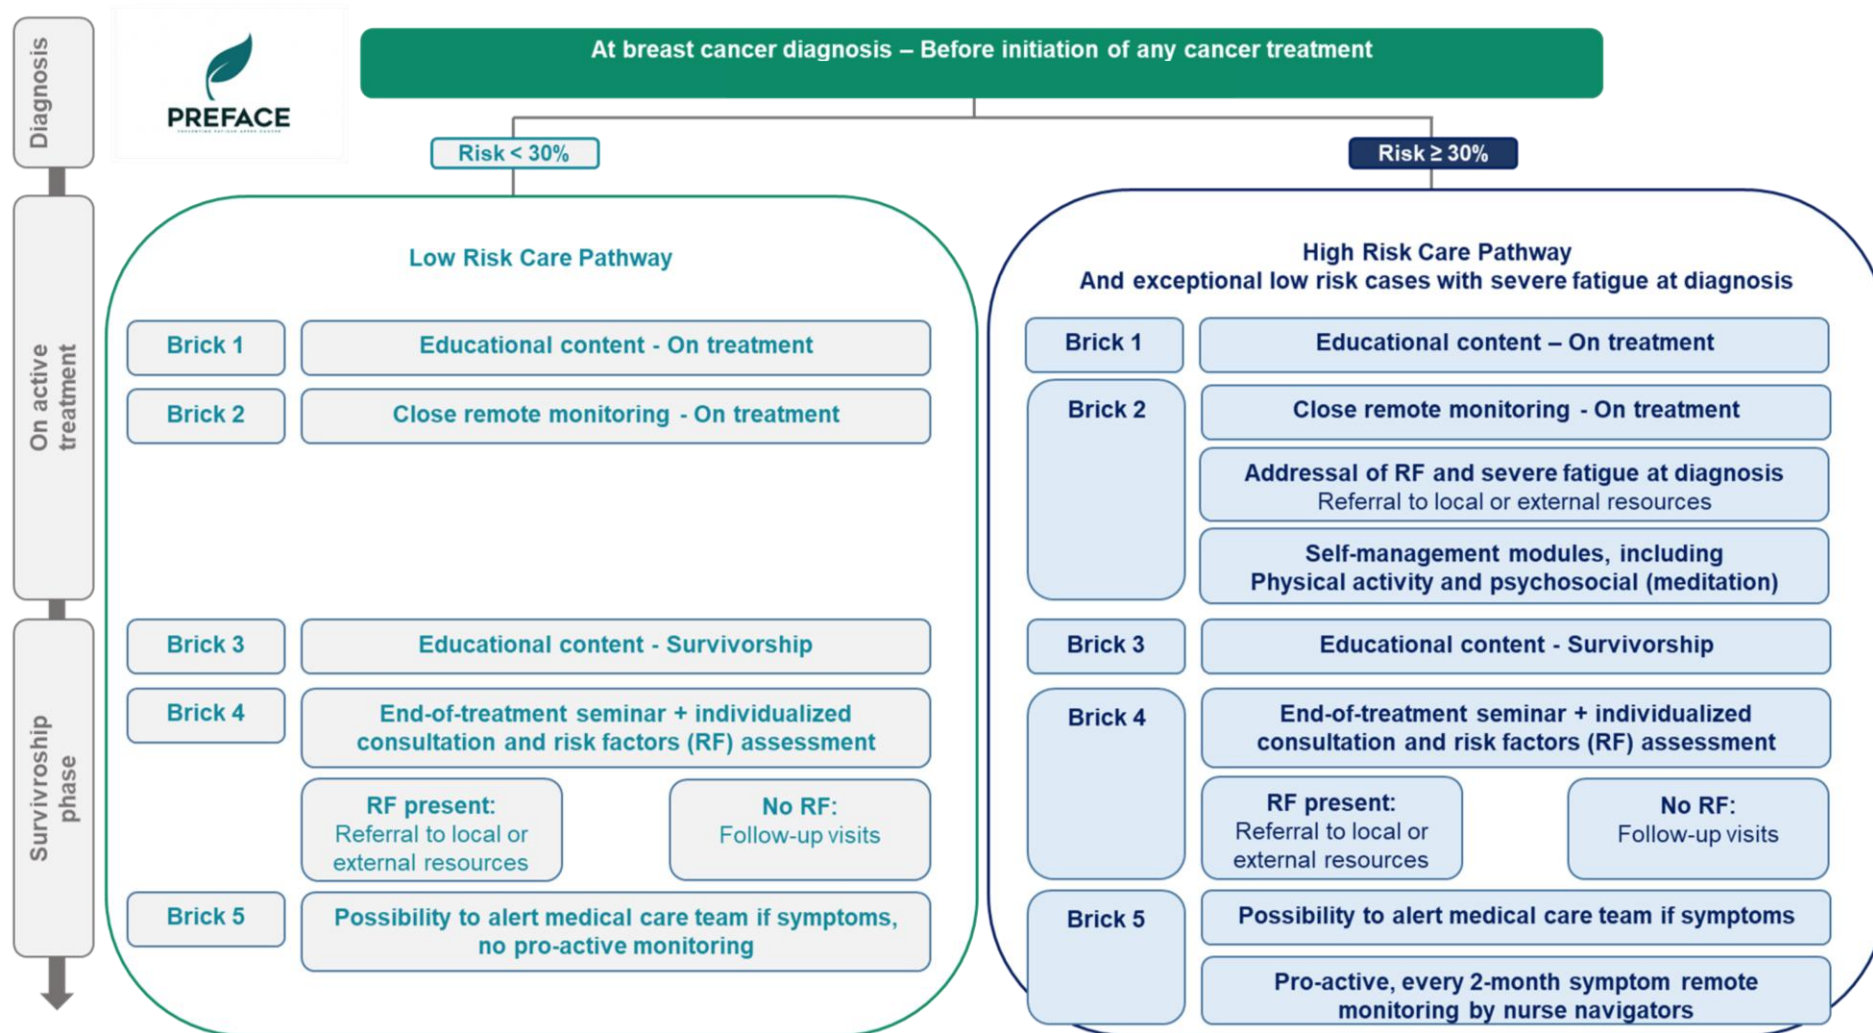 Diagnosis
PREFACE
PREVENTING FATIGUE AFTER CANCER
At breast cancer diagnosis – Before initiation of any cancer treatment
Risk < 30%
Risk ≥ 30%
On active
treatment
Low Risk Care Pathway
Brick 1
Educational content - On treatment
Brick 2
Close remote monitoring - On treatment
High Risk Care Pathway
And exceptional low risk cases with severe fatigue at diagnosis
Brick 1
Educational content – On treatment
Brick 2
Close remote monitoring - On treatment
Addressal of RF and severe fatigue at diagnosis
Referral to local or external resources
Self-management modules, including
Physical activity and psychosocial (meditation)
Survivroship
phase
Brick 3
Educational content - Survivorship
Brick 4
End-of-treatment seminar + individualized
consultation and risk factors (RF) assessment
RF present:
Referral to local or
external resources
No RF:
Follow-up visits
Brick 5
Possibility to alert medical care team if symptoms,
no pro-active monitoring
Brick 3
Educational content - Survivorship
Brick 4
End-of-treatment seminar + individualized
consultation and risk factors (RF) assessment
RF present:
Referral to local or
external resources
No RF:
Follow-up visits
Brick 5
Possibility to alert medical care team if symptoms
Pro-active, every 2-month symptom remote
monitoring by nurse navigators